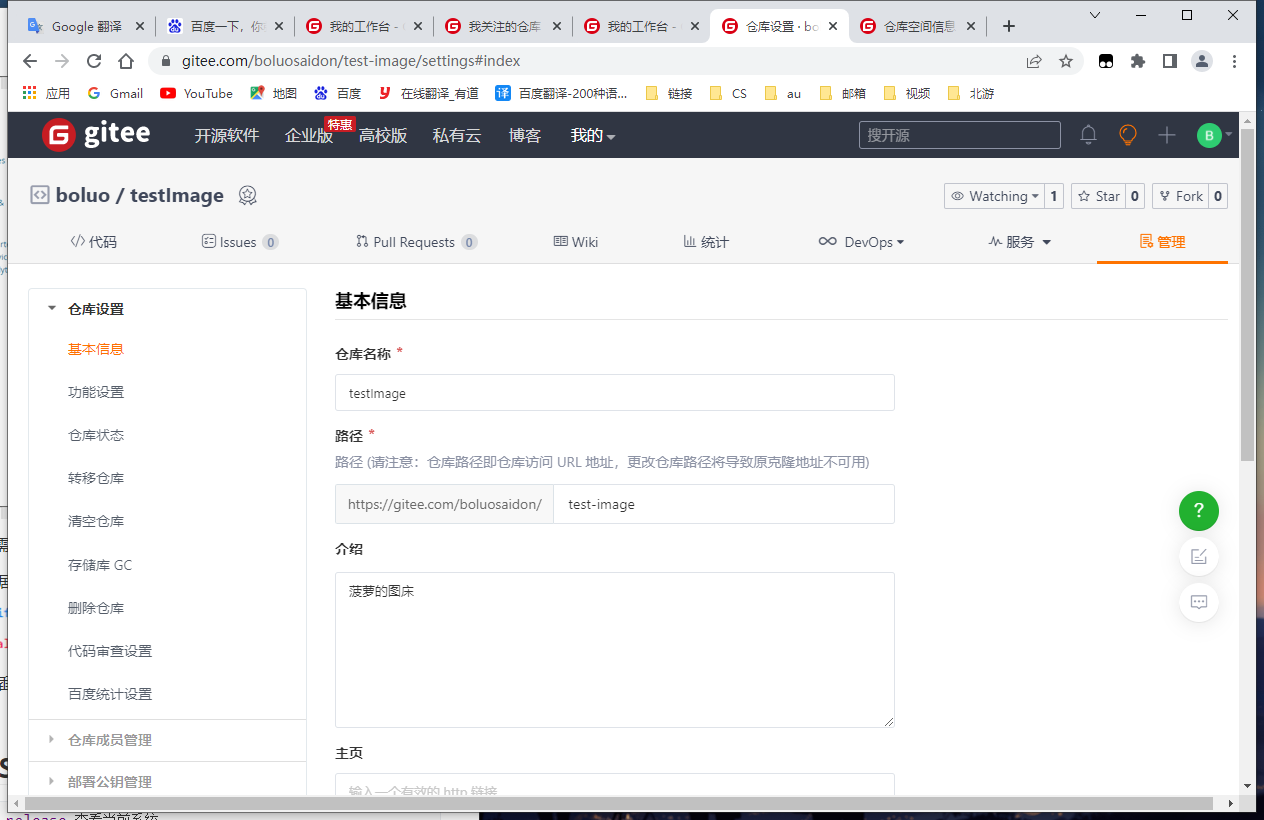 Google 翻译
百度一下,你
我的工作台 -
我关注的仓库
我的工作台 -
仓库设置 · bo
仓库空间信息
gitee.com/boluosaidon/test-image/settings#index
应用
Gmail
YouTube
地图
百度
在线翻译_有道
百度翻译-200种语...
链接
CS
au
邮箱
视频
北游
gitee
开源软件
企业版
特惠
高校版
私有云
博客
我的
搜开源
B
boluo / testImage
Watching 1
Star 0
Fork 0
代码
Issues 0
Pull Requests 0
Wiki
统计
DevOps
服务
管理
仓库设置
基本信息
功能设置
仓库状态
转移仓库
清空仓库
存储库 GC
删除仓库
代码审查设置
百度统计设置
仓库成员管理
部署公钥管理
基本信息
仓库名称 *
testImage
路径 *
路径 (请注意：仓库路径即仓库访问 URL 地址，更改仓库路径将导致原克隆地址不可用)
https://gitee.com/boluosaidon/ test-image
介绍
菠萝的图床
主页
输入一个有效的 http 链接
?